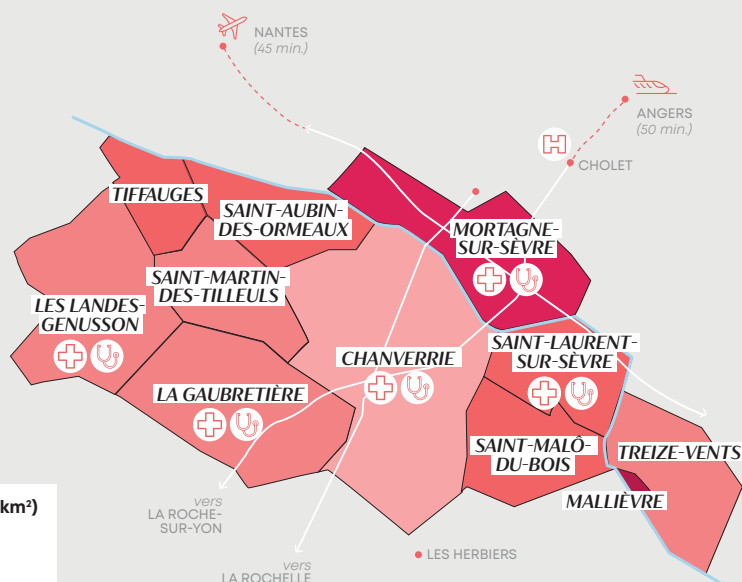 NANTES
(45 min.)
ANGERS
(50 min.)
H
CHOLET
TIFFAUGES
SAINT-AUBIN-
DES-ORMEAUX
MORTAGNE-
SUR-SÈVRE
SAINT-MARTIN-
DES-TILLEULS
LES LANDES-
GENUSSON
CHANVERRIE
SAINT-LAURENT-
SUR-SÈVRE
LA GAUBRETIÈRE
SAINT-MALÔ-
DU-BOIS
TREIZE-VENTS
MALLIÈVRE
km²)
vers
LA ROCHE-
SUR-YON
LES HERBIERS
vers
LA ROCHELLE